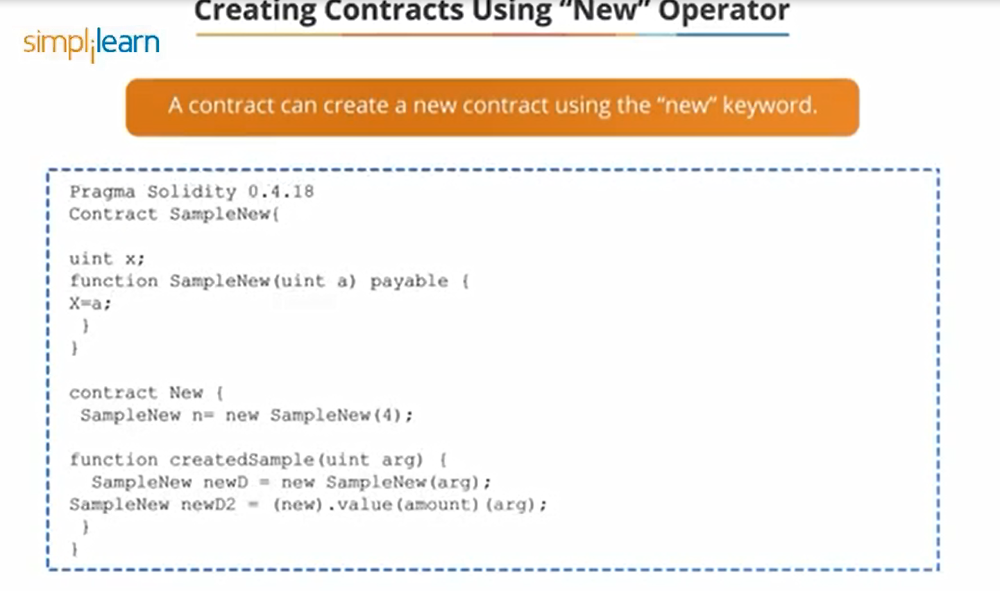 Creating Contracts Using “New” Operator
simplilearn
A contract can create a new contract using the “new” keyword.
Pragma Solidity 0.4.18
Contract SampleNew{
uint x;
function SampleNew(uint a) payable {
X=a;
}
}
contract New {
SampleNew n= new SampleNew(4);
function createdSample(uint arg) {
SampleNew newD = new SampleNew(arg);
SampleNew newD2 = (new).value(amount)(arg);
}
}